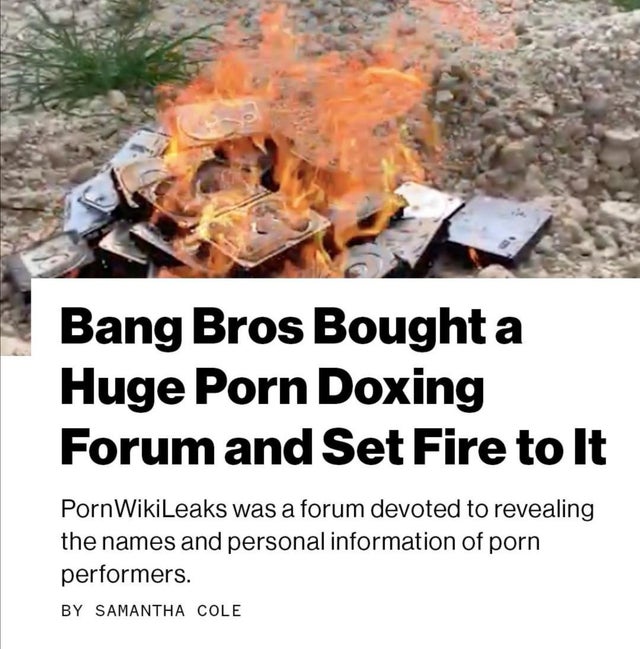 Bang Bros Bought a
Huge Porn Doxing
Forum and Set Fire to It
PornWikiLeaks was a forum devoted to revealing
the names and personal information of porn
performers.
BY SAMANTHA COLE